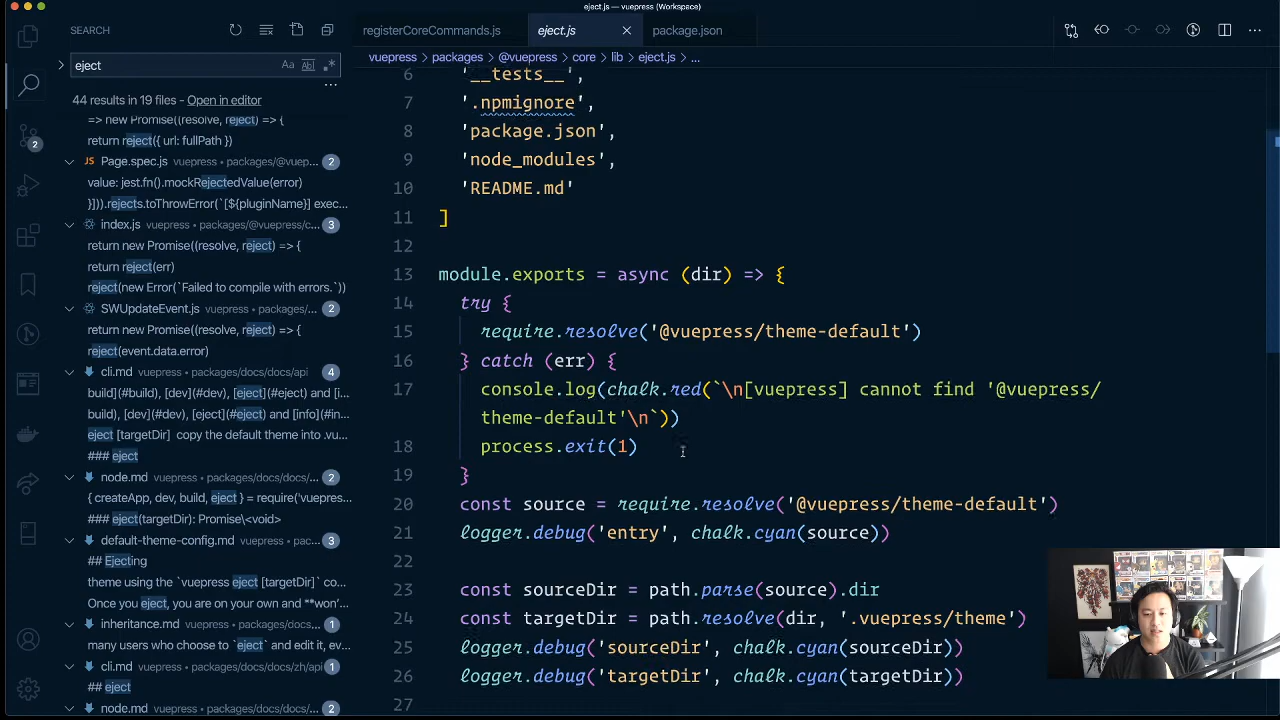 eject.js — vuepress (Workspace)
SEARCH
eject
Aa
ab
.*
44 results in 19 files - Open in editor
=> new Promise((resolve, reject) => {
return reject({ url: fullPath })
JS Page.spec.js vuepress • packages/@vuep... 2
value: jest.fn().mockRejectedValue(error)
}])).rejects.toThrowError(`[${pluginName}] exec...
index.js vuepress • packages/@vuepress/c... 3
return new Promise((resolve, reject) => {
return reject(err)
reject(new Error(`Failed to compile with errors.`))
SWUpdateEvent.js vuepress • packages/... 2
return new Promise((resolve, reject) => {
reject(event.data.error)
cli.md vuepress • packages/docs/docs/api 4
build](#build), [dev](#dev), [eject](#eject) and [i...
build), [dev](#dev), [eject](#eject) and [info](#in...
eject [targetDir] copy the default theme into .vu...
### eject
node.md vuepress • packages/docs/docs/... 2
{ createApp, dev, build, eject } = require('vuepres...
### eject(targetDir): Promise\<void>
default-theme-config.md vuepress • pac... 3
## Ejecting
theme using the `vuepress eject [targetDir]` co...
Once you eject, you are on your own and **won'...
inheritance.md vuepress • packages/doc... 1
many users who choose to `eject` and edit it, ev...
cli.md vuepress • packages/docs/docs/zh/api 1
## eject
node.md vuepress • packages/docs/docs/... 2
2
registerCoreCommands.js
eject.js
package.json
vuepress > packages > @vuepress > core > lib > eject.js > ...
6 '__tests__',
7 '.npmignore',
8 'package.json',
9 'node_modules',
10 'README.md'
11 ]
12
13 module.exports = async (dir) => {
14 try {
15 require.resolve('@vuepress/theme-default')
16 } catch (err) {
17 console.log(chalk.red(`\n[vuepress] cannot find '@vuepress/
theme-default'\n`))
18 process.exit(1)
19 }
20 const source = require.resolve('@vuepress/theme-default')
21 logger.debug('entry', chalk.cyan(source))
22
23 const sourceDir = path.parse(source).dir
24 const targetDir = path.resolve(dir, '.vuepress/theme')
25 logger.debug('sourceDir', chalk.cyan(sourceDir))
26 logger.debug('targetDir', chalk.cyan(targetDir))
27